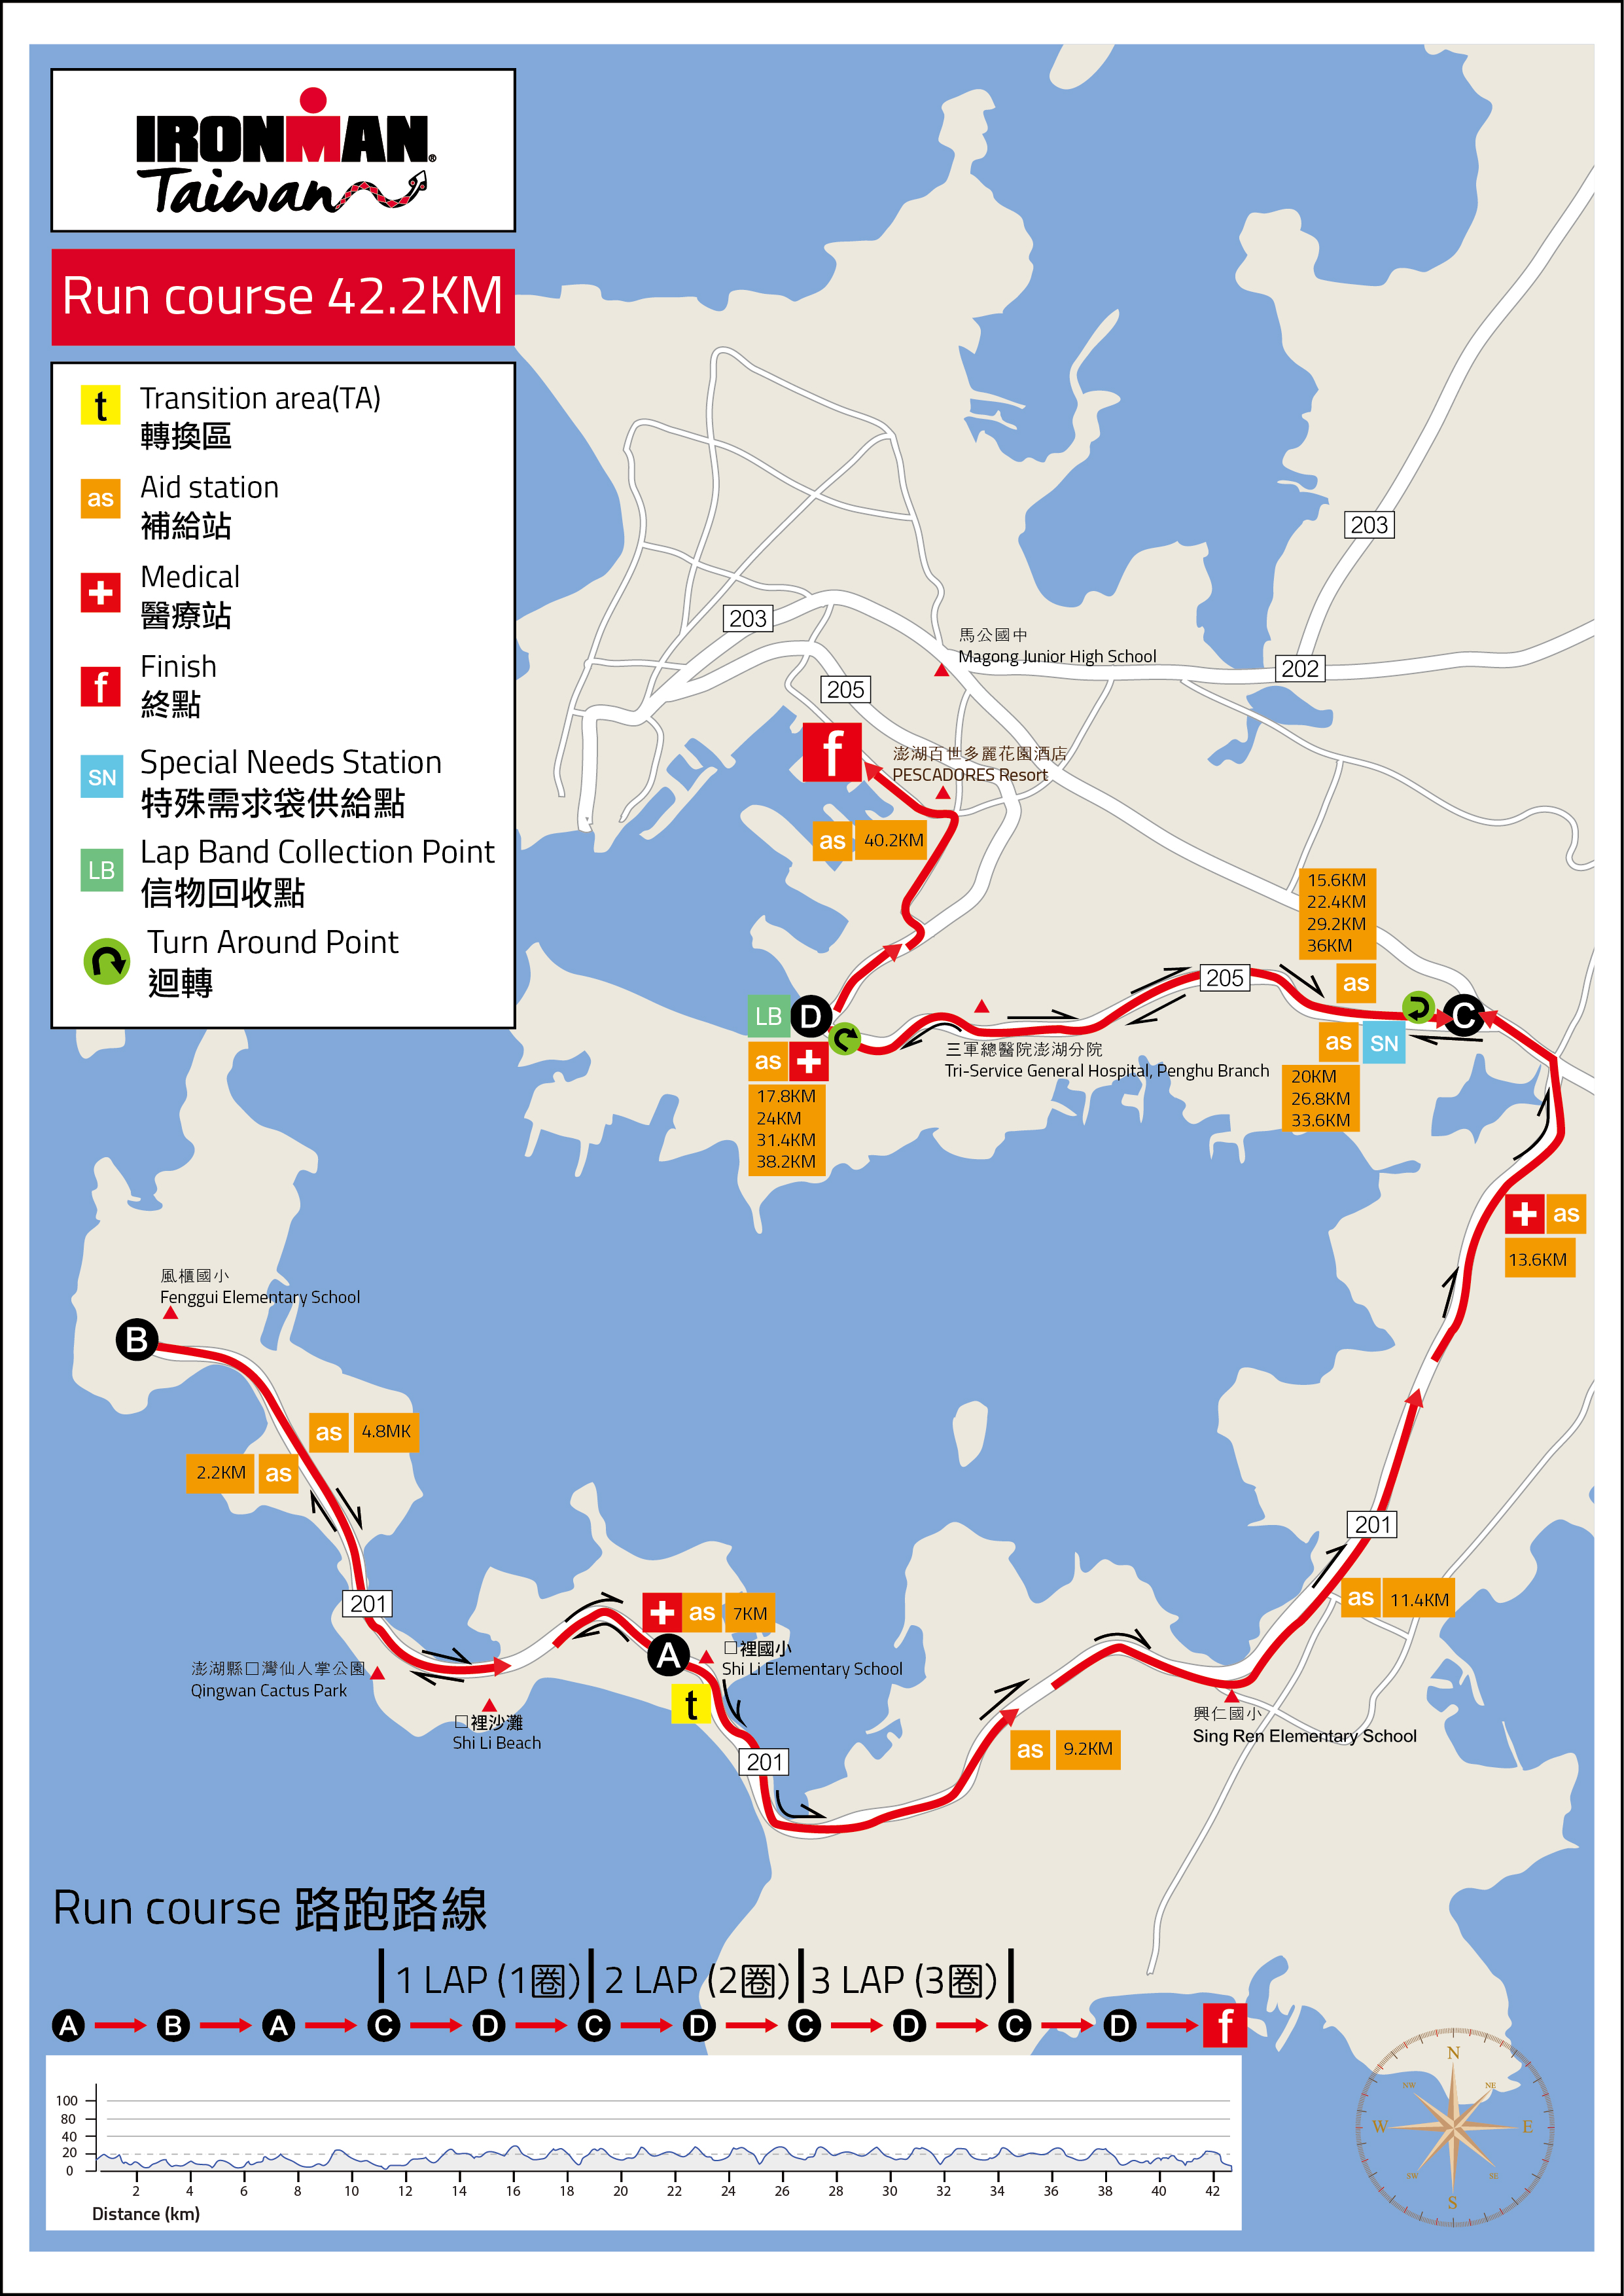 IRONMAN®
Taiwan
Run course 42.2KM
t Transition area(TA)
轉換區
as Aid station
補給站
Medical
醫療站
f Finish
終點
SN Special Needs Station
特殊需求袋供給點
LB Lap Band Collection Point
信物回收點
Turn Around Point
迴轉
203
203
馬公國中
Magong Junior High School
202
205
f
澎湖百世多麗花園酒店
PESCADORES Resort
as 40.2KM
15.6KM
22.4KM
29.2KM
36KM
as
205
LB D
C
as SN
三軍總醫院澎湖分院
Tri-Service General Hospital, Penghu Branch
as
17.8KM
24KM
31.4KM
38.2KM
20KM
26.8KM
33.6KM
as
13.6KM
風櫃國小
Fenggui Elementary School
B
as 4.8MK
2.2KM as
201
201
as 11.4KM
as 7KM
A
□裡國小
Shi Li Elementary School
澎湖縣□灣仙人掌公園
Qingwan Cactus Park
t
□裡沙灘
Shi Li Beach
興仁國小
Sing Ren Elementary School
201
as 9.2KM
Run course 路跑路線
1 LAP (1圈) 2 LAP (2圈) 3 LAP (3圈)
A B A C D C D C D C D f
100
80
40
20
0
2 4 6 8 10 12 14 16 18 20 22 24 26 28 30 32 34 36 38 40 42
Distance (km)
N
NW NE
W E
SW SE
S